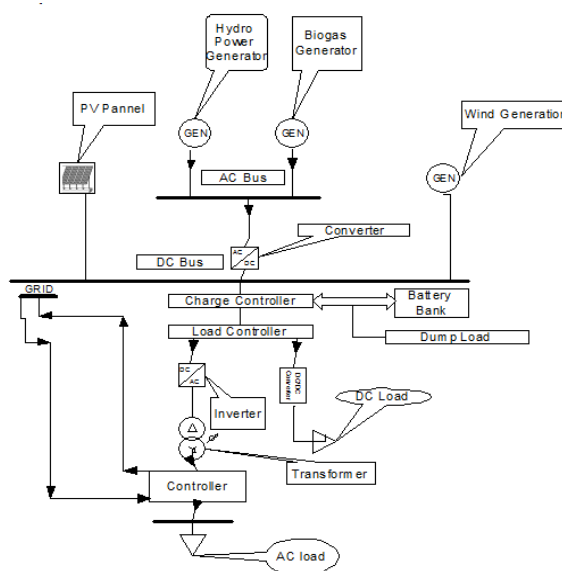 Hydro
Power
Generator
Biogas
Generator
PV Pannel
Wind Generation
GEN
GEN
GEN
AC Bus
Converter
AC
DC
DC Bus
GRID
Charge Controller
Battery
Bank
Load Controller
Dump Load
DC
AC
DC/DC
Converter
DC Load
Inverter
Transformer
Controller
AC load